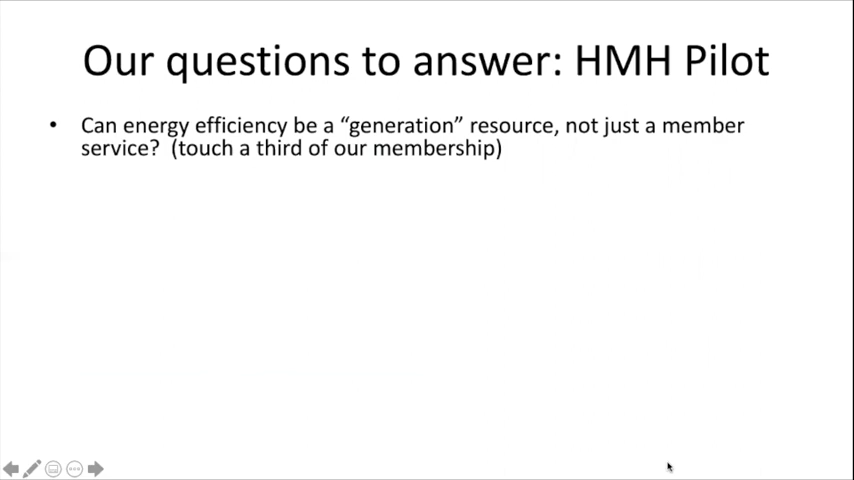 Our questions to answer: HMH Pilot
• Can energy efficiency be a “generation” resource, not just a member
service?  (touch a third of our membership)